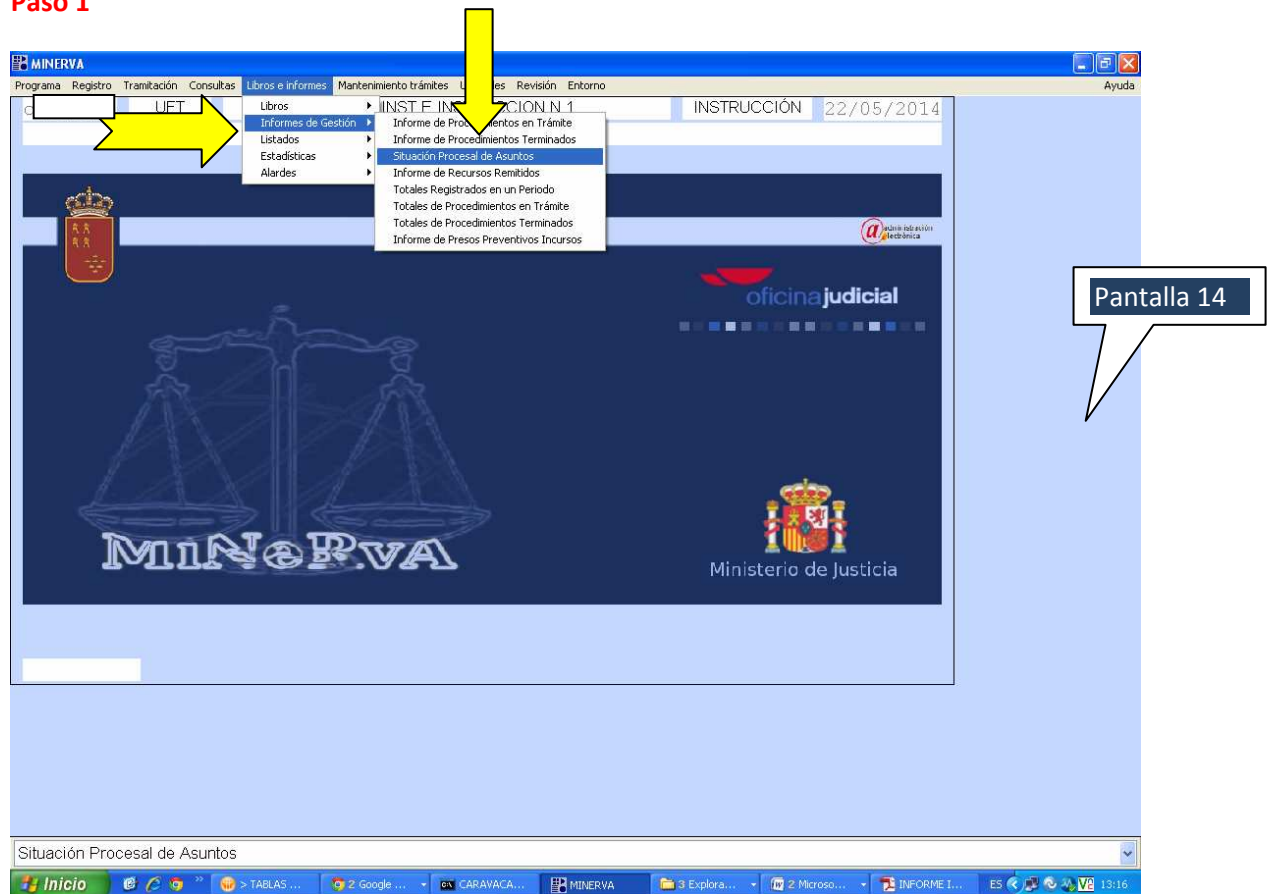 Paso 1
MINERVA
Programa Registro Tramitación Consultas Libros e informes Mantenimiento trámites Revisión Entorno Ayuda
UET INSTRUCCIÓN 22/05/2014
Libros
Informes de Gestión
Listados
Estadísticas
Alardes
Informe de Procedimientos en Trámite
Informe de Procedimientos Terminados
Situación Procesal de Asuntos
Informe de Recursos Remitidos
Totales Registrados en un Periodo
Totales de Procedimientos en Trámite
Totales de Procedimientos Terminados
Informe de Presos Preventivos Incursos
administración
electrónica
oficinajudicial
Pantalla 14
MiNeRvA
Ministerio de Justicia
Situación Procesal de Asuntos
Inicio > TABLAS ... 2 Google ... CARAVACA... MINERVA 3 Explora... 2 Microso... INFORME I... ES 13:16